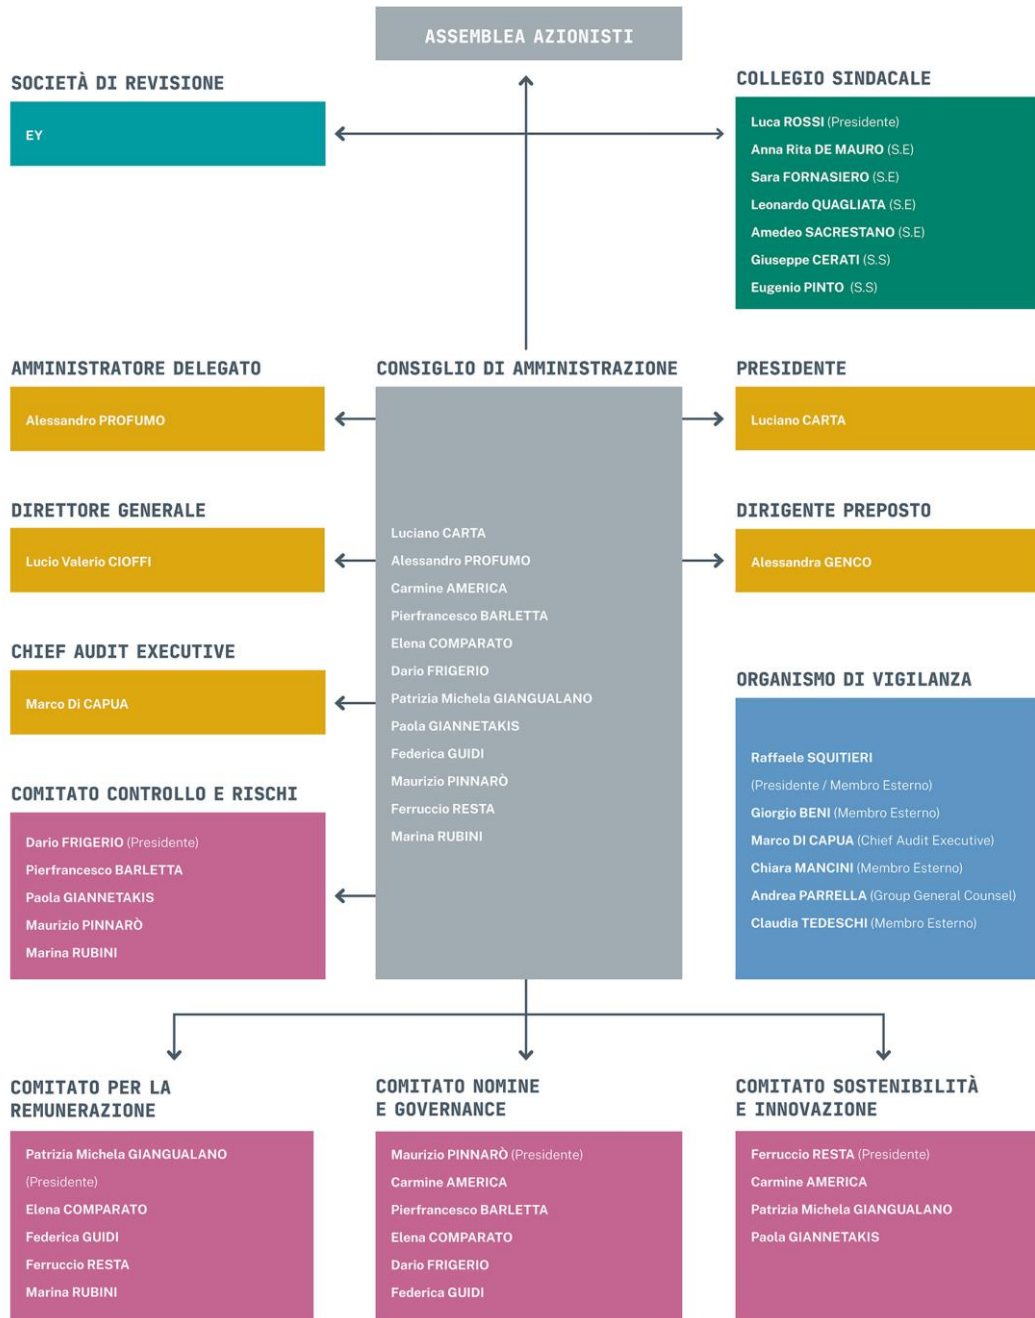 ASSEMBLEA AZIONISTI
SOCIETÀ DI REVISIONE
EY
COLLEGIO SINDACALE
Luca ROSSI (Presidente)
Anna Rita DE MAURO (S.E)
Sara FORNASIERO (S.E)
Leonardo QUAGLIATA (S.E)
Amedeo SACRESTANO (S.E)
Giuseppe CERATI (S.S)
Eugenio PINTO (S.S)
AMMINISTRATORE DELEGATO
Alessandro PROFUMO
CONSIGLIO DI AMMINISTRAZIONE
Luciano CARTA
Alessandro PROFUMO
Carmine AMERICA
Pierfrancesco BARLETTA
Elena COMPARATO
Dario FRIGERIO
Patrizia Michela GIANGUALANO
Paola GIANNETAKIS
Federica GUIDI
Maurizio PINNARÒ
Ferruccio RESTA
Marina RUBINI
PRESIDENTE
Luciano CARTA
DIRETTORE GENERALE
Lucio Valerio CIOFFI
DIRIGENTE PREPOSTO
Alessandra GENCO
CHIEF AUDIT EXECUTIVE
Marco Di CAPUA
ORGANISMO DI VIGILANZA
Raffaele SQUITIERI
(Presidente / Membro Esterno)
Giorgio BENI (Membro Esterno)
Marco DI CAPUA (Chief Audit Executive)
Chiara MANCINI (Membro Esterno)
Andrea PARRELLA (Group General Counsel)
Claudia TEDESCHI (Membro Esterno)
COMITATO CONTROLLO E RISCHI
Dario FRIGERIO (Presidente)
Pierfrancesco BARLETTA
Paola GIANNETAKIS
Maurizio PINNARÒ
Marina RUBINI
COMITATO PER LA
REMUNERAZIONE
Patrizia Michela GIANGUALANO
(Presidente)
Elena COMPARATO
Federica GUIDI
Ferruccio RESTA
Marina RUBINI
COMITATO NOMINE
E GOVERNANCE
Maurizio PINNARÒ (Presidente)
Carmine AMERICA
Pierfrancesco BARLETTA
Elena COMPARATO
Dario FRIGERIO
Federica GUIDI
COMITATO SOSTENIBILITÀ
E INNOVAZIONE
Ferruccio RESTA (Presidente)
Carmine AMERICA
Patrizia Michela GIANGUALANO
Paola GIANNETAKIS